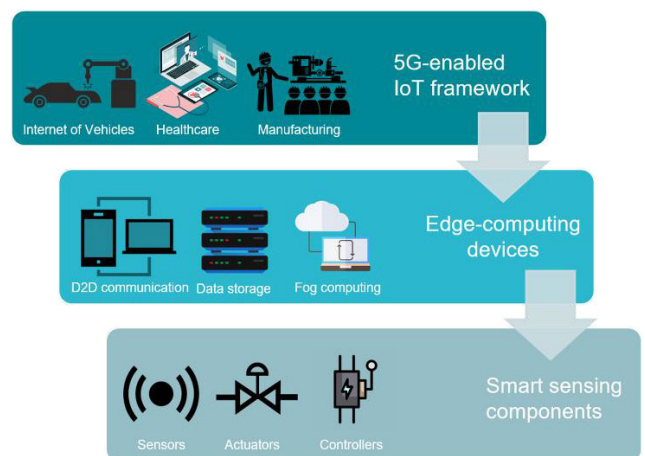 5G-enabled
IoT framework
Internet of Vehicles
Healthcare
Manufacturing
Edge-computing
devices
D2D communication
Data storage
Fog computing
Smart sensing
components
Sensors
Actuators
Controllers